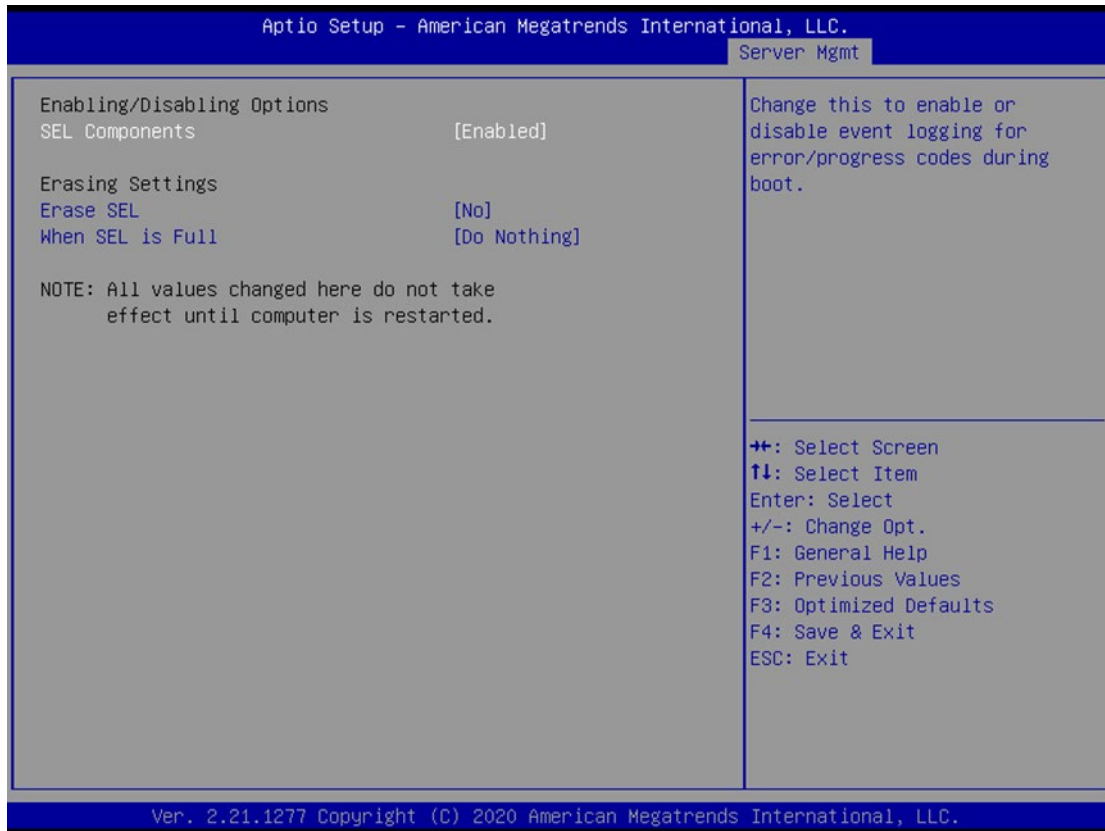 Aptio Setup – American Megatrends International, LLC.
Server Mgmt
Enabling/Disabling Options
SEL Components [Enabled]
Erasing Settings
Erase SEL [No]
When SEL is Full [Do Nothing]
NOTE: All values changed here do not take
effect until computer is restarted.
Change this to enable or
disable event logging for
error/progress codes during
boot.
→←: Select Screen
↑↓: Select Item
Enter: Select
+/-: Change Opt.
F1: General Help
F2: Previous Values
F3: Optimized Defaults
F4: Save & Exit
ESC: Exit
Ver. 2.21.1277 Copyright (C) 2020 American Megatrends International, LLC.